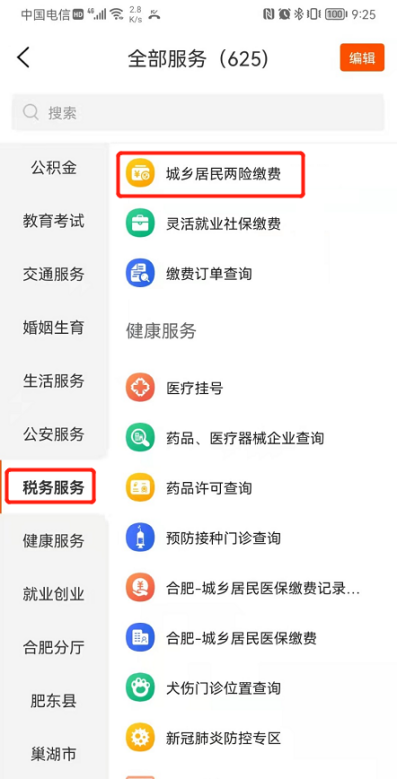 中国电信 HD 4G 2.8 K/s 100 9:25
全部服务（625）
编辑
搜索
公积金
教育考试
交通服务
婚姻生育
生活服务
公安服务
税务服务
健康服务
就业创业
合肥分厅
肥东县
巢湖市
城乡居民两险缴费
灵活就业社保缴费
缴费订单查询
健康服务
医疗挂号
药品、医疗器械企业查询
药品许可查询
预防接种门诊查询
合肥-城乡居民医保缴费记录...
合肥-城乡居民医保缴费
犬伤门诊位置查询
新冠肺炎防控专区